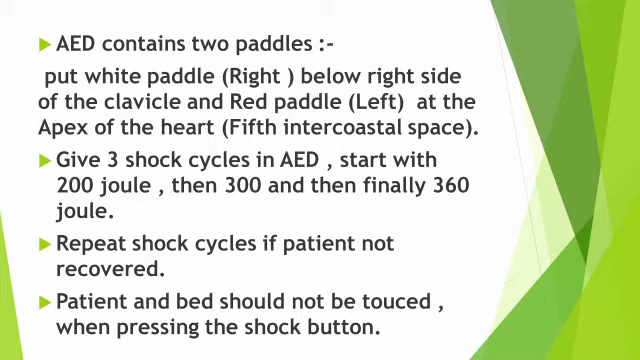 AED contains two paddles :-
put white paddle (Right ) below right side
of the clavicle and Red paddle (Left) at the
Apex of the heart (Fifth intercoastal space).
Give 3 shock cycles in AED , start with
200 joule , then 300 and then finally 360
joule.
Repeat shock cycles if patient not
recovered.
Patient and bed should not be touced ,
when pressing the shock button.